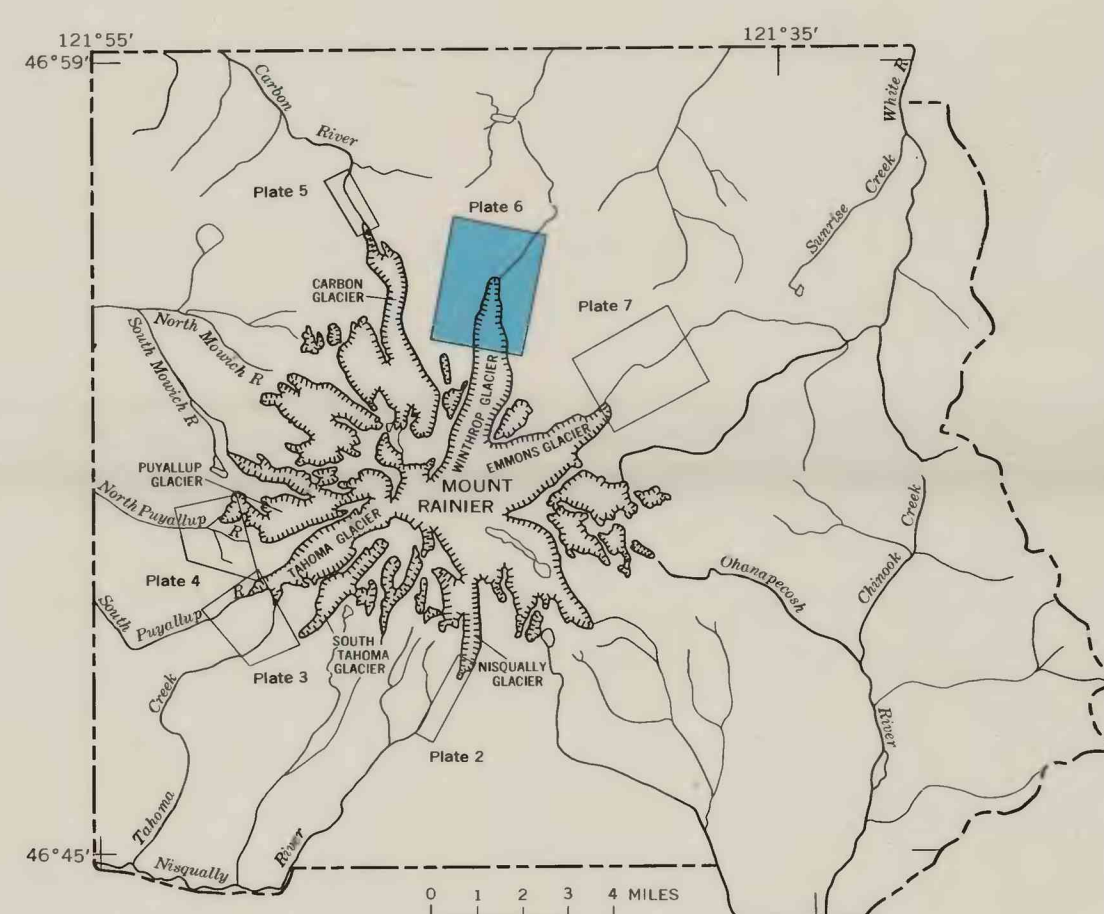 121°55′
121°35′
46°59′
Carbon
River
White R
Plate 5
Plate 6
Sunrise Creek
CARBON
GLACIER
Plate 7
North Mowich R
South Mowich R
WINTHROP GLACIER
EMMONS GLACIER
PUYALLUP
GLACIER
MOUNT
RAINIER
North Puyallup
R
TAHOMA GLACIER
Chinook Creek
Plate 4
Ohanapecosh
River
South Puyallup
R
SOUTH
TAHOMA
GLACIER
NISQUALLY
GLACIER
Plate 3
Tahoma Creek
Plate 2
46°45′
Nisqually
River
0 1 2 3 4 MILES